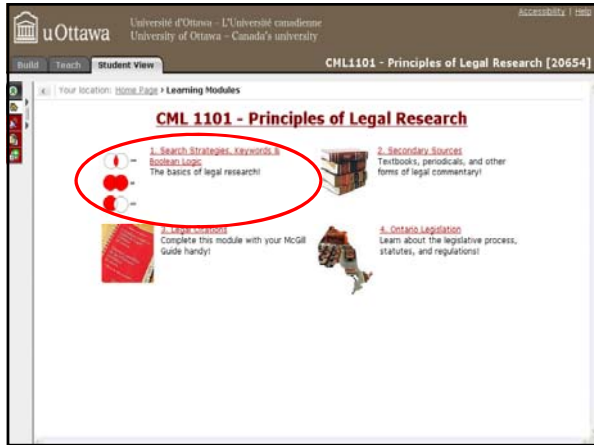 Accessibility | Help
uOttawa
Université d'Ottawa - L'Université canadienne
University of Ottawa - Canada's university
Build Teach Student View
CML1101 - Principles of Legal Research [20654]
Your location: Home Page › Learning Modules
CML 1101 - Principles of Legal Research
1. Search Strategies, Keywords &
Boolean Logic
The basics of legal research!
2. Secondary Sources
Textbooks, periodicals, and other
forms of legal commentary!
3. Legal Citations
Complete this module with your McGill
Guide handy!
4. Ontario Legislation
Learn about the legislative process,
statutes, and regulations!